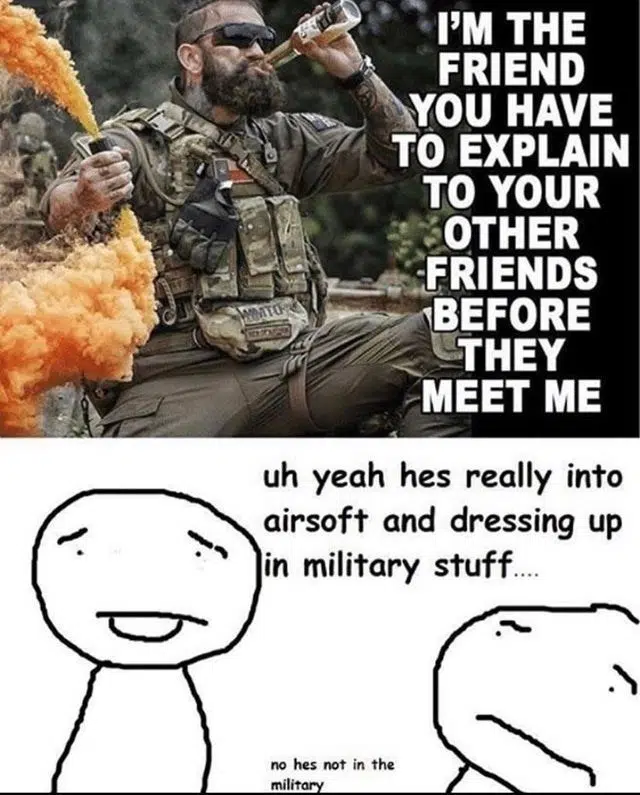 I'M THE
FRIEND
YOU HAVE
TO EXPLAIN
TO YOUR
OTHER
FRIENDS
BEFORE
THEY
MEET ME
uh yeah hes really into
airsoft and dressing up
in military stuff....
no hes not in the
military